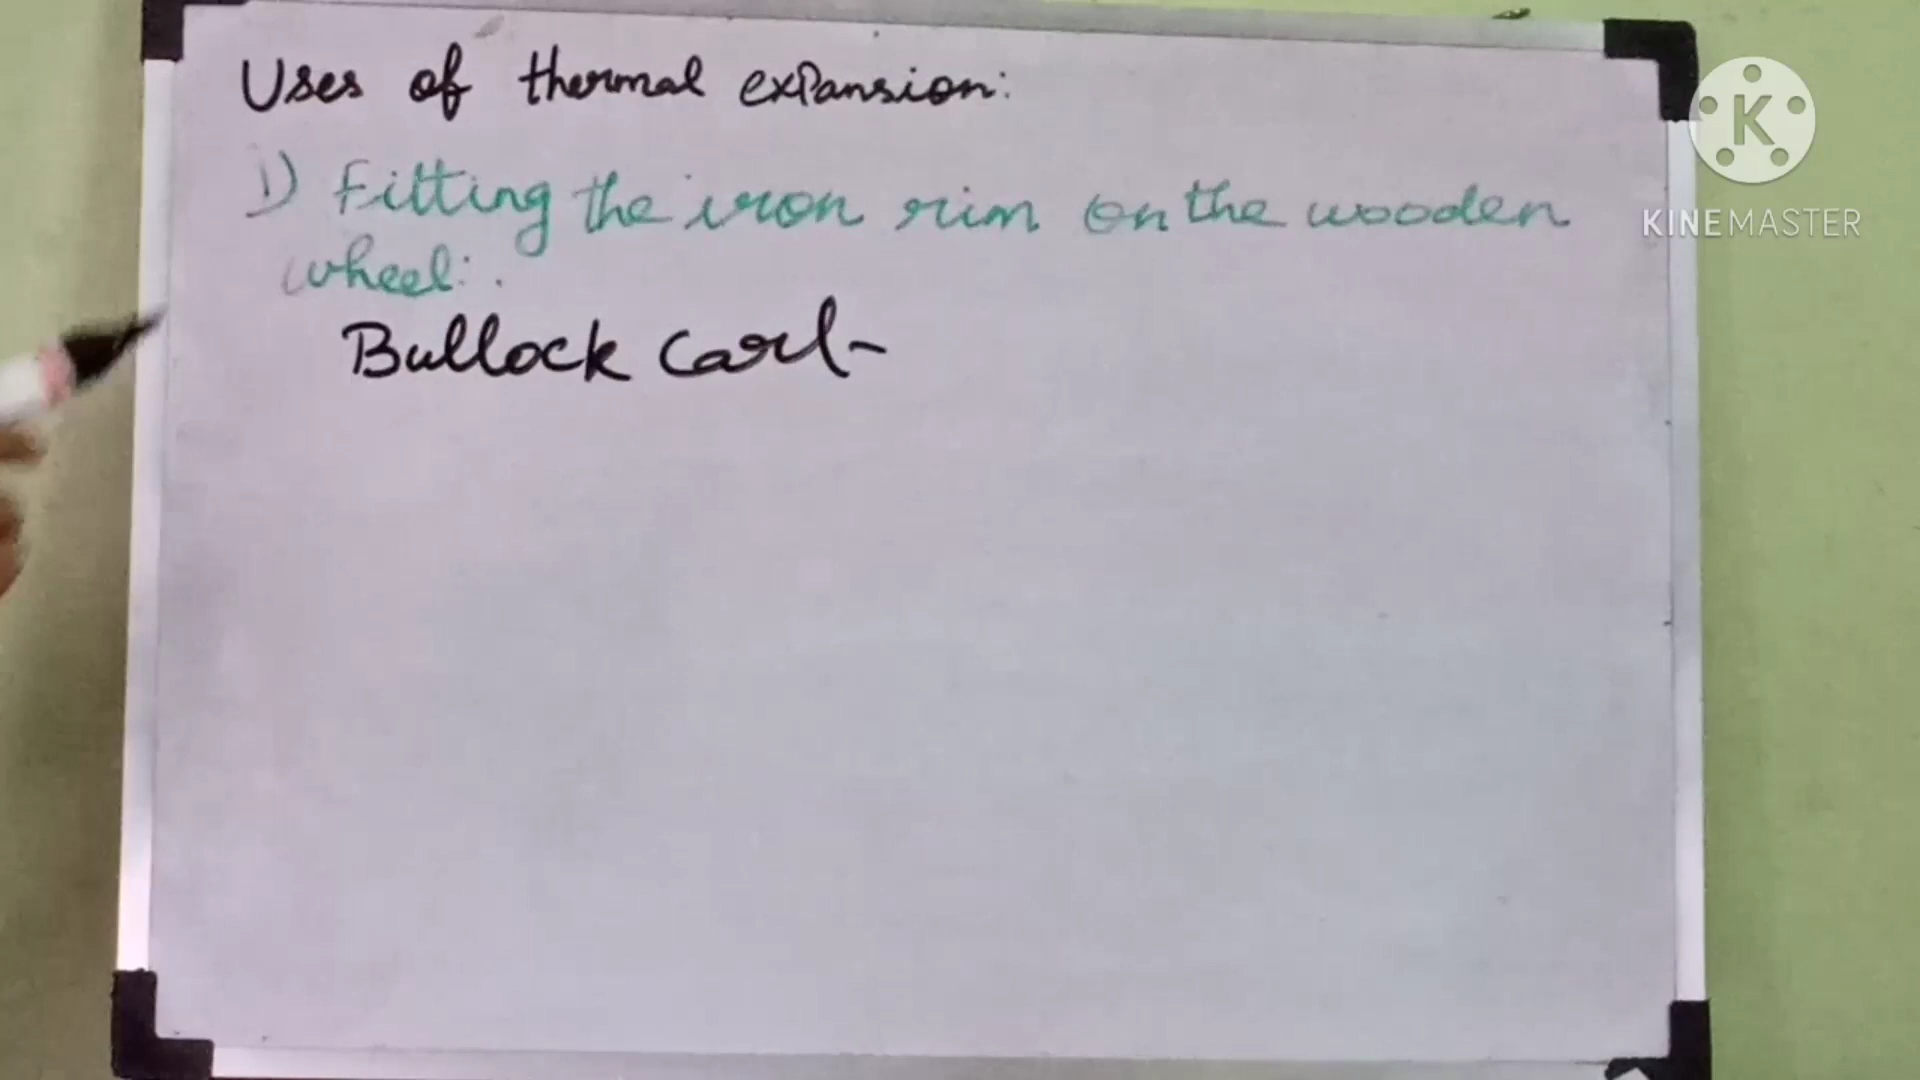 Uses of thermal expansion:
1) Fitting the iron rim on the wooden
wheel:.
Bullock Cart-
K
KINEMASTER